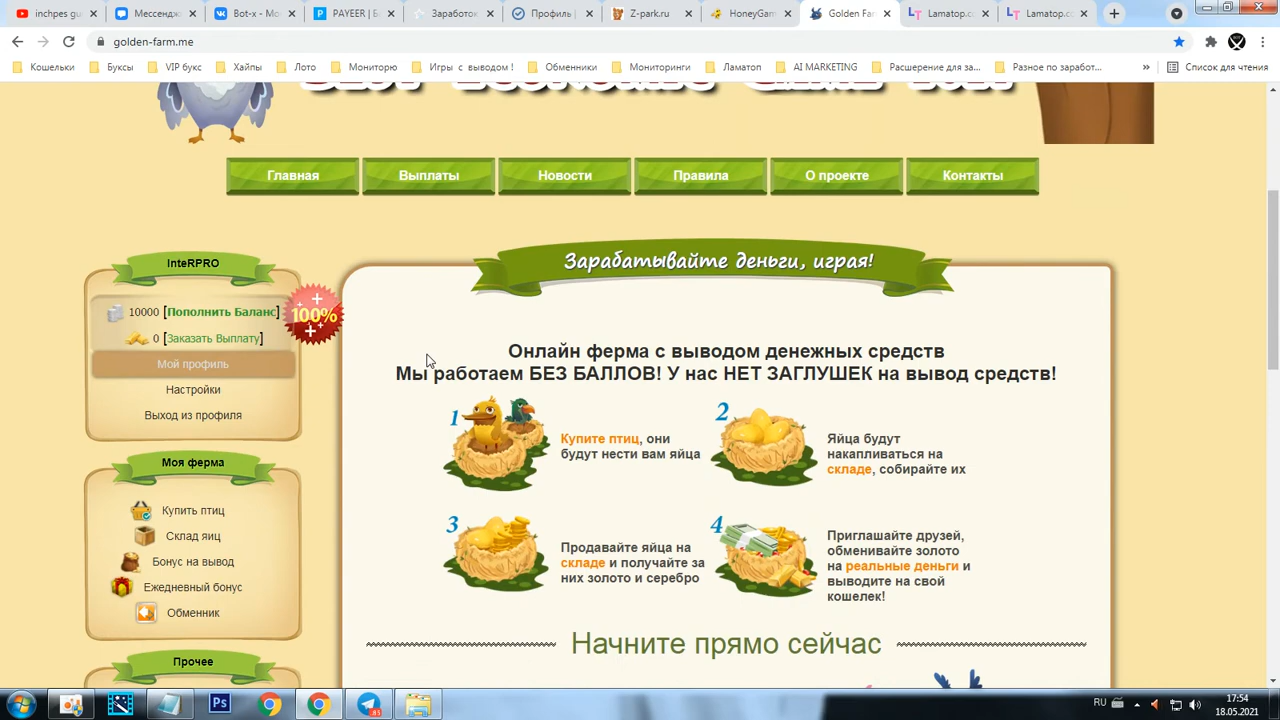 inchpes gus
Мессендж
Bot-x - Мо
PAYEER | Б
Заработок
Профиль
Z-park.ru
HoneyGam
Golden Far
Lamatop.co
Lamatop.co
golden-farm.me
Кошельки
Буксы
VIP букс
Хайпы
Лото
Мониторю
Игры с выводом !
Обменники
Мониторинги
Ламатоп
AI MARKETING
Расширение для за...
Разное по заработ...
»
Список для чтения
Главная
Выплаты
Новости
Правила
О проекте
Контакты
InteRPRO
10000 [Пополнить Баланс]
100%
0 [Заказать Выплату]
Мой профиль
Настройки
Выход из профиля
Моя ферма
Купить птиц
Склад яиц
Бонус на вывод
Ежедневный бонус
Обменник
Прочее
Зарабатывайте деньги, играя!
Онлайн ферма с выводом денежных средств
Мы работаем БЕЗ БАЛЛОВ! У нас НЕТ ЗАГЛУШЕК на вывод средств!
1
Купите птиц, они
будут нести вам яйца
2
Яйца будут
накапливаться на
складе, собирайте их
3
Продавайте яйца на
складе и получайте за
них золото и серебро
4
Приглашайте друзей,
обменивайте золото
на реальные деньги и
выводите на свой
кошелек!
Начните прямо сейчас
Ps
85
RU
17:54
18.05.2021